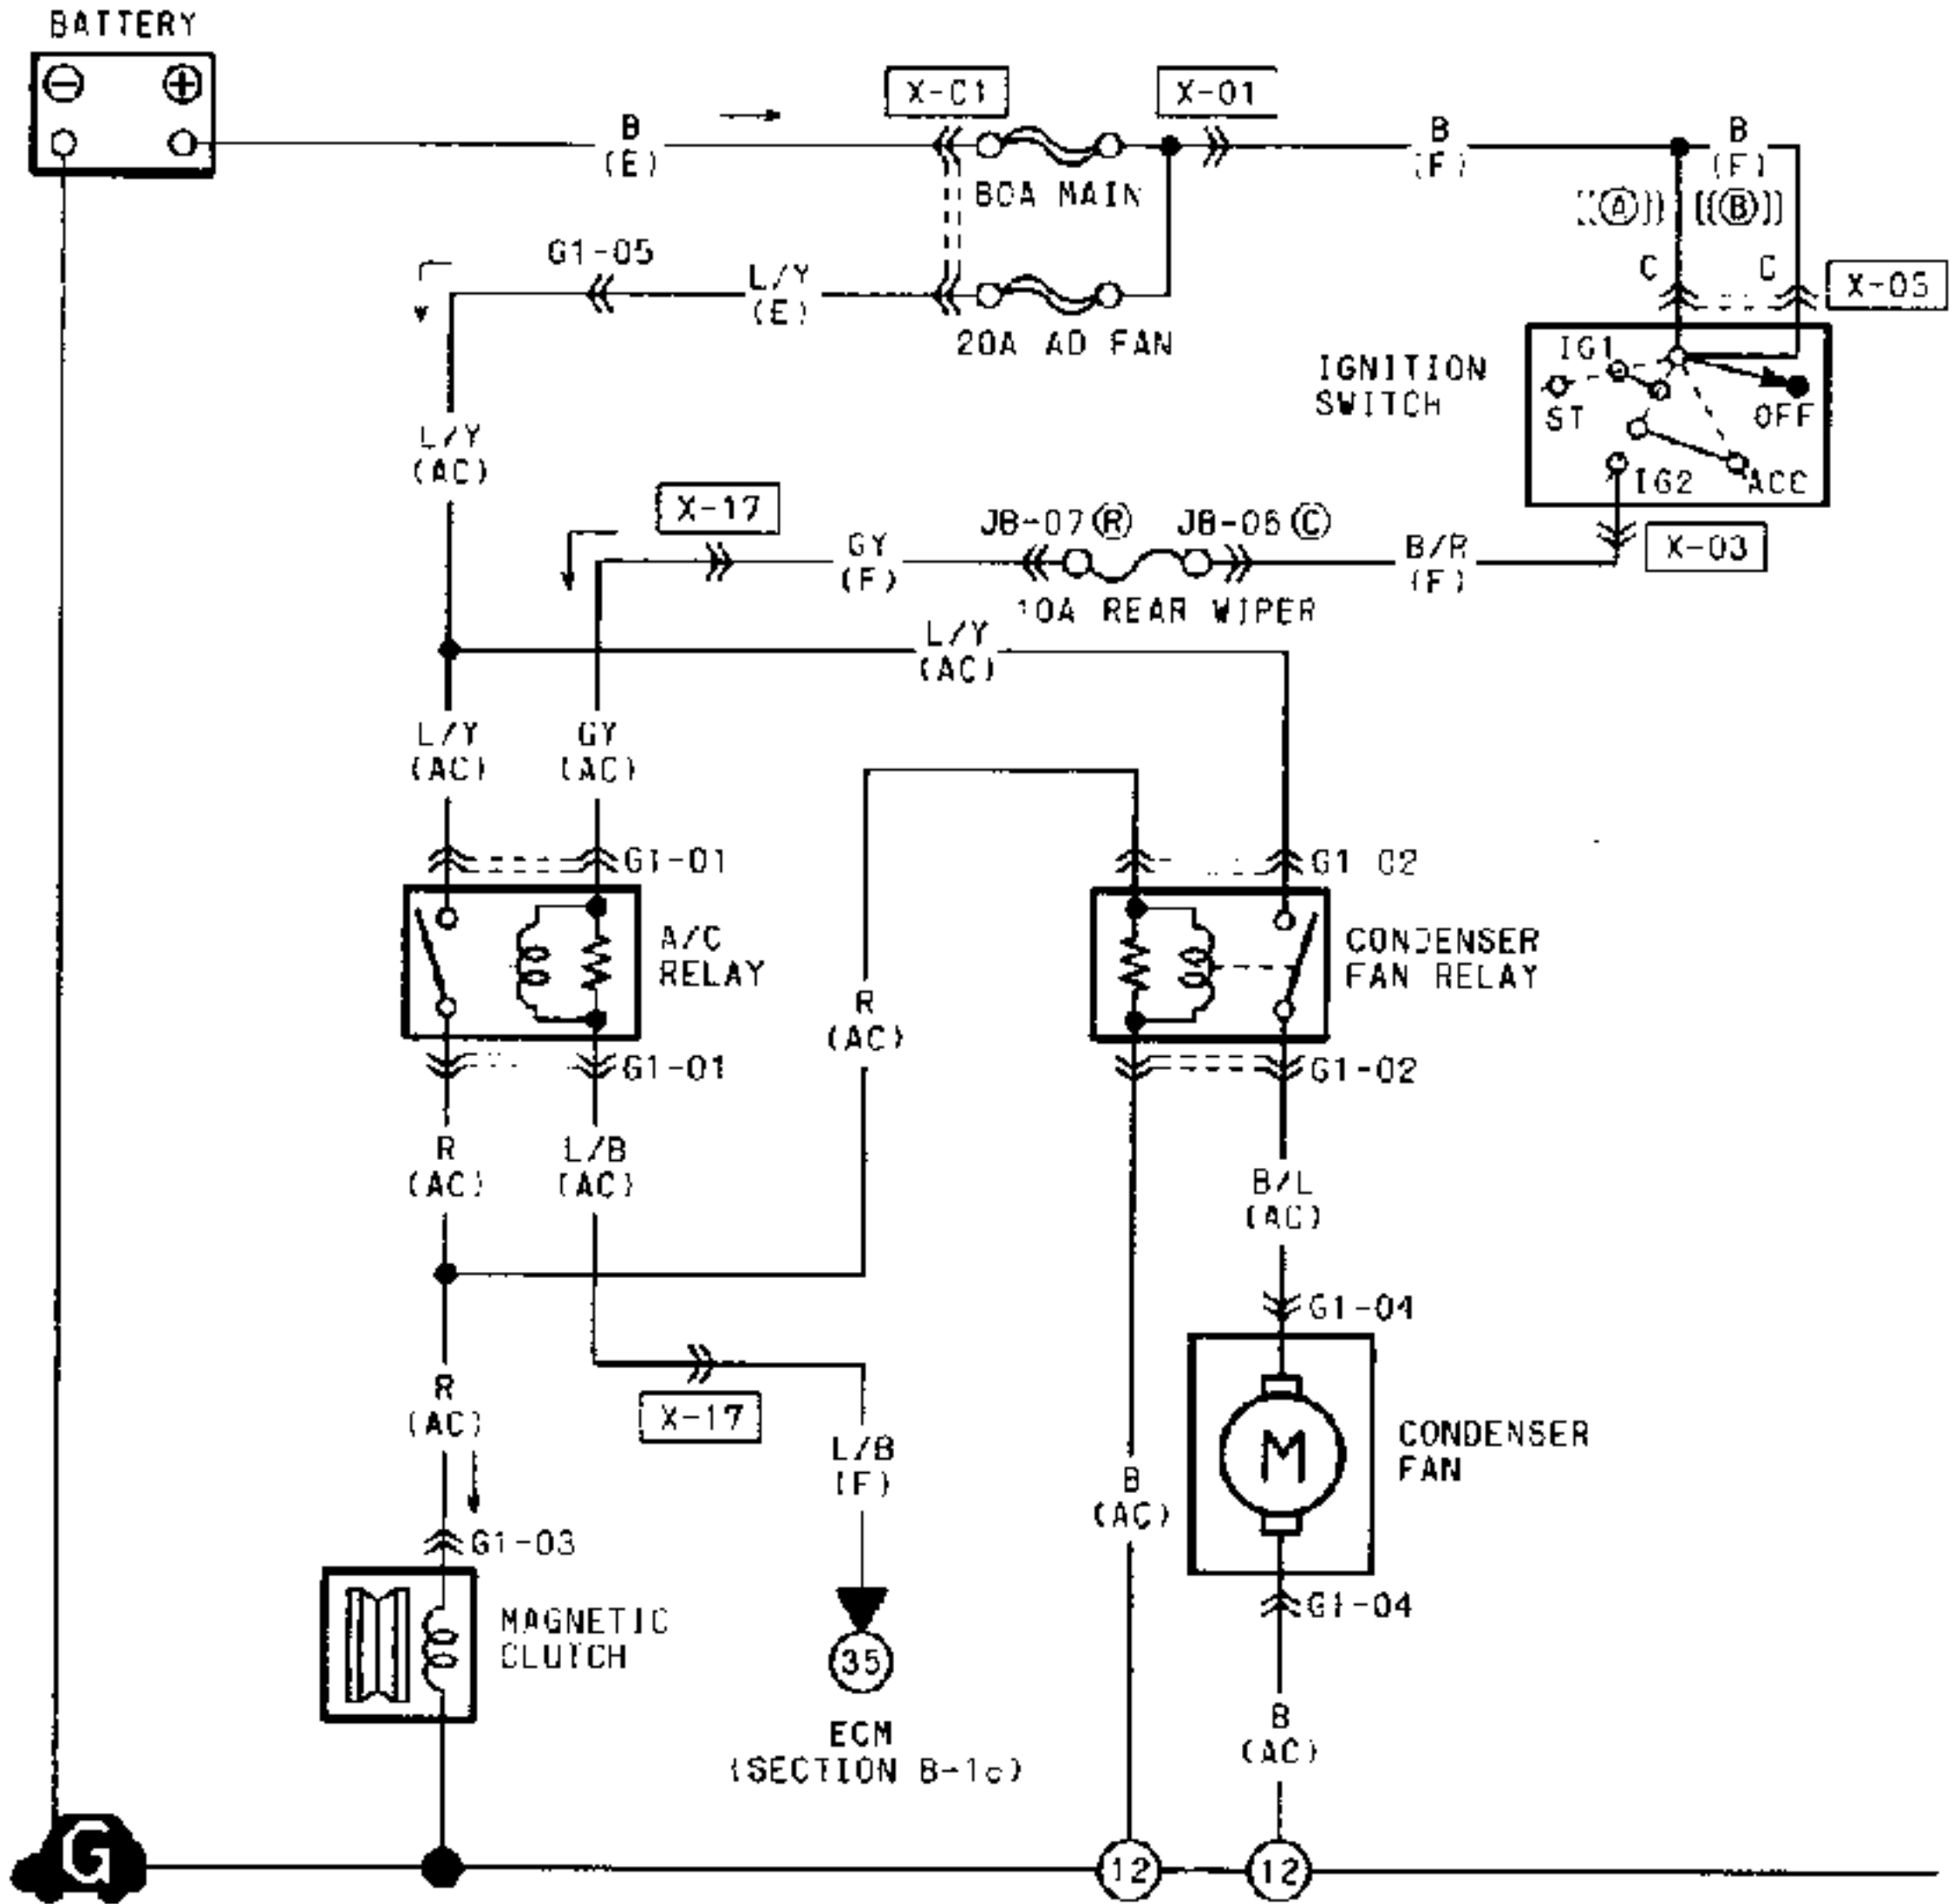 BATTERY
X-C1
X-01
B
(E)
B
(F)
B
(F)
80A MAIN
A
B
G1-05
L/Y
(E)
20A AD FAN
C
C
X-05
IGNITION
SWITCH
IG1
ST
OFF
IG2
ACC
L/Y
(AC)
X-17
GY
(F)
JB-07 R
JB-06 C
B/R
(F)
X-03
10A REAR WIPER
L/Y
(AC)
L/Y
(AC)
GY
(AC)
G1-01
G1 02
A/C
RELAY
CONDENSER
FAN RELAY
R
(AC)
G1-01
G1-02
R
(AC)
L/B
(AC)
B/L
(AC)
G1-04
R
(AC)
X-17
L/B
(F)
B
(AC)
M
CONDENSER
FAN
G1-03
G1-04
MAGNETIC
CLUTCH
35
ECM
(SECTION B-1c)
B
(AC)
G
12
12